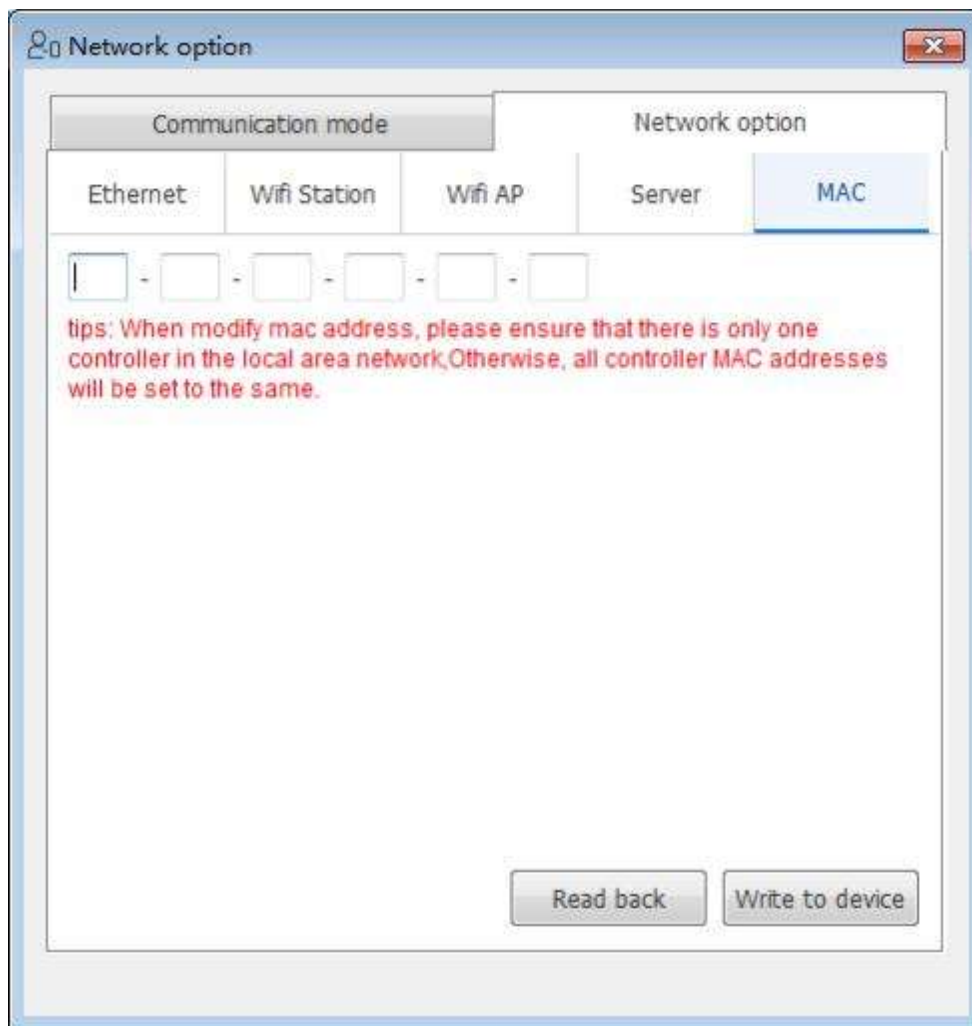 Network option
Communication mode Network option
Ethernet Wifi Station Wifi AP Server MAC
- - - - -
tips: When modify mac address, please ensure that there is only one
controller in the local area network,Otherwise, all controller MAC addresses
will be set to the same.
Read back Write to device